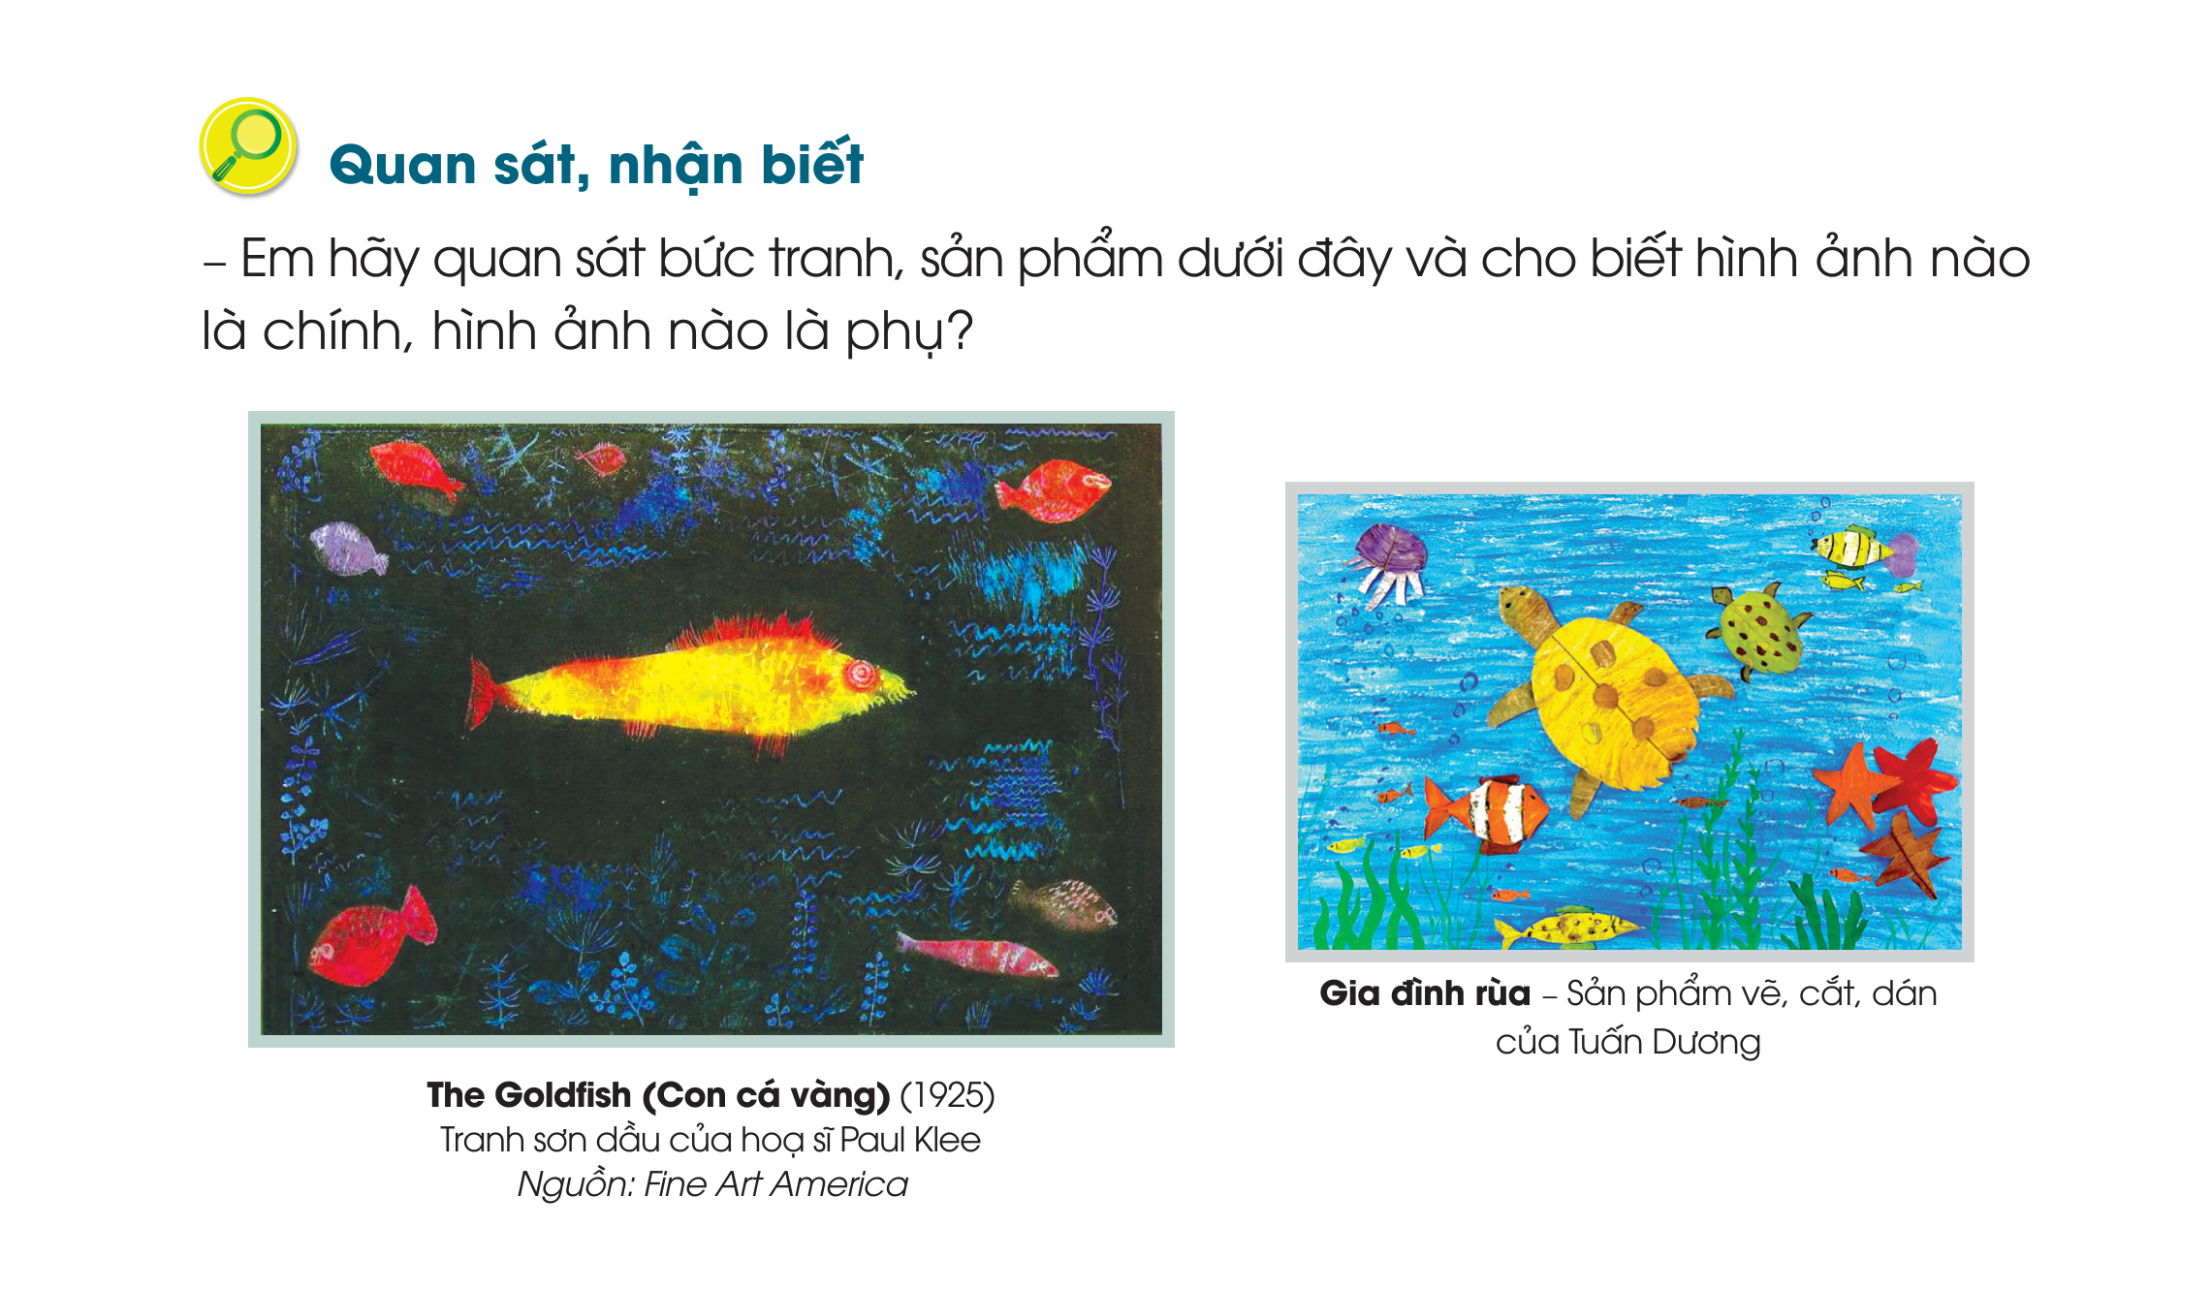 Quan sát, nhận biết
– Em hãy quan sát bức tranh, sản phẩm dưới đây và cho biết hình ảnh nào
là chính, hình ảnh nào là phụ?
The Goldfish (Con cá vàng) (1925)
Tranh sơn dầu của hoạ sĩ Paul Klee
Nguồn: Fine Art America
Gia đình rùa – Sản phẩm vẽ, cắt, dán
của Tuấn Dương